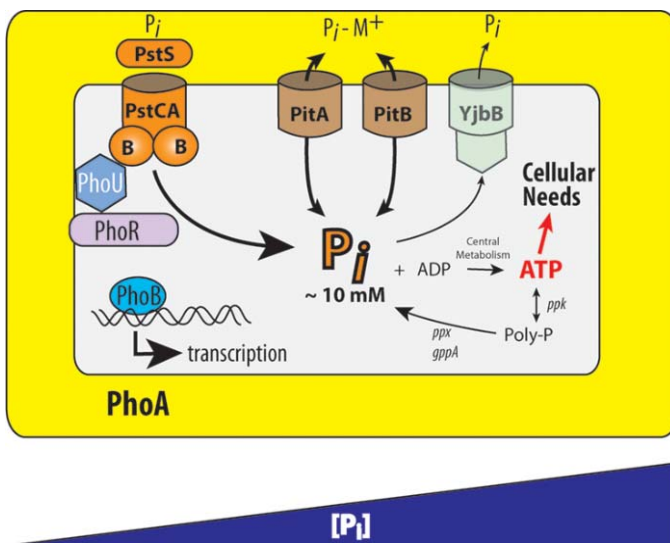 Pi
PstS
PstCA
B B
PhoU
PhoR
Pi - M+
PitA
PitB
Pi
YjbB
Cellular
Needs
Pi
~ 10 mM
+ ADP
Central
Metabolism
ATP
ppk
Poly-P
ppx
gppA
PhoB
transcription
PhoA
[Pi]